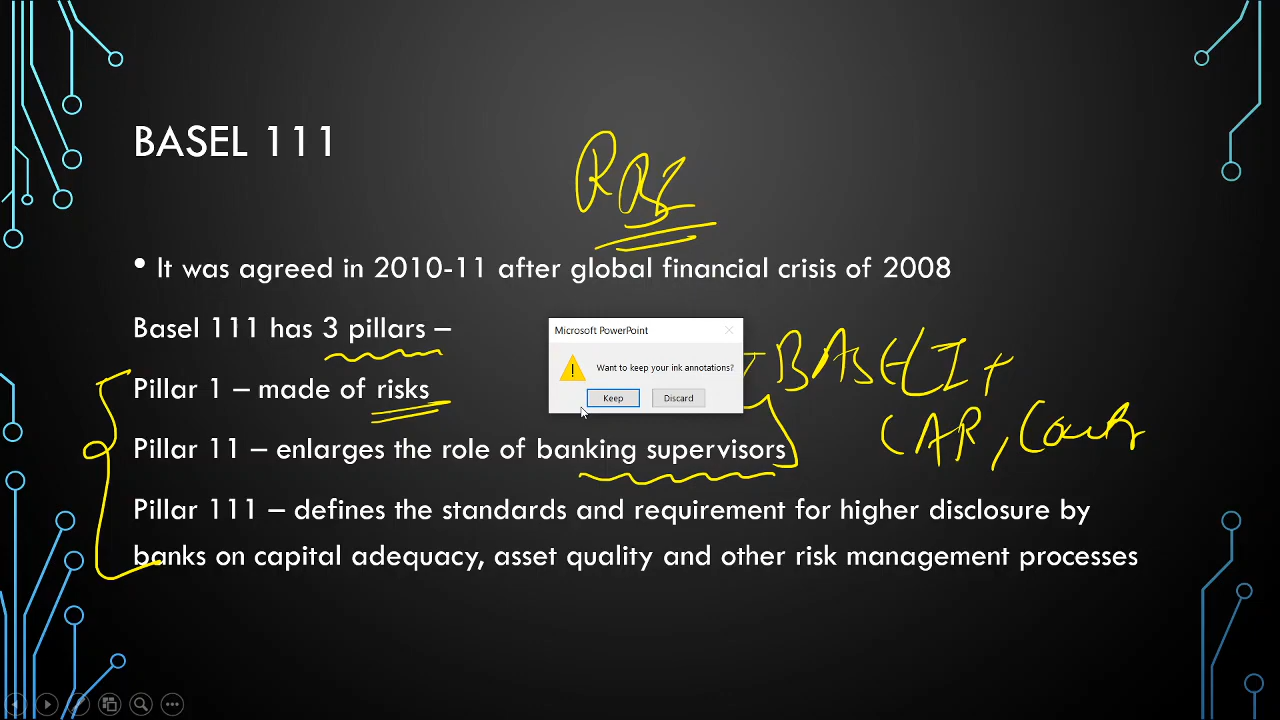 BASEL 111
• It was agreed in 2010-11 after global financial crisis of 2008
Basel 111 has 3 pillars –
Microsoft PowerPoint
Want to keep your ink annotations?
Keep
Discard
Pillar 1 – made of risks
BASEL I +
CAR,
Pillar 11 – enlarges the role of banking supervisors
Pillar 111 – defines the standards and requirement for higher disclosure by
banks on capital adequacy, asset quality and other risk management processes